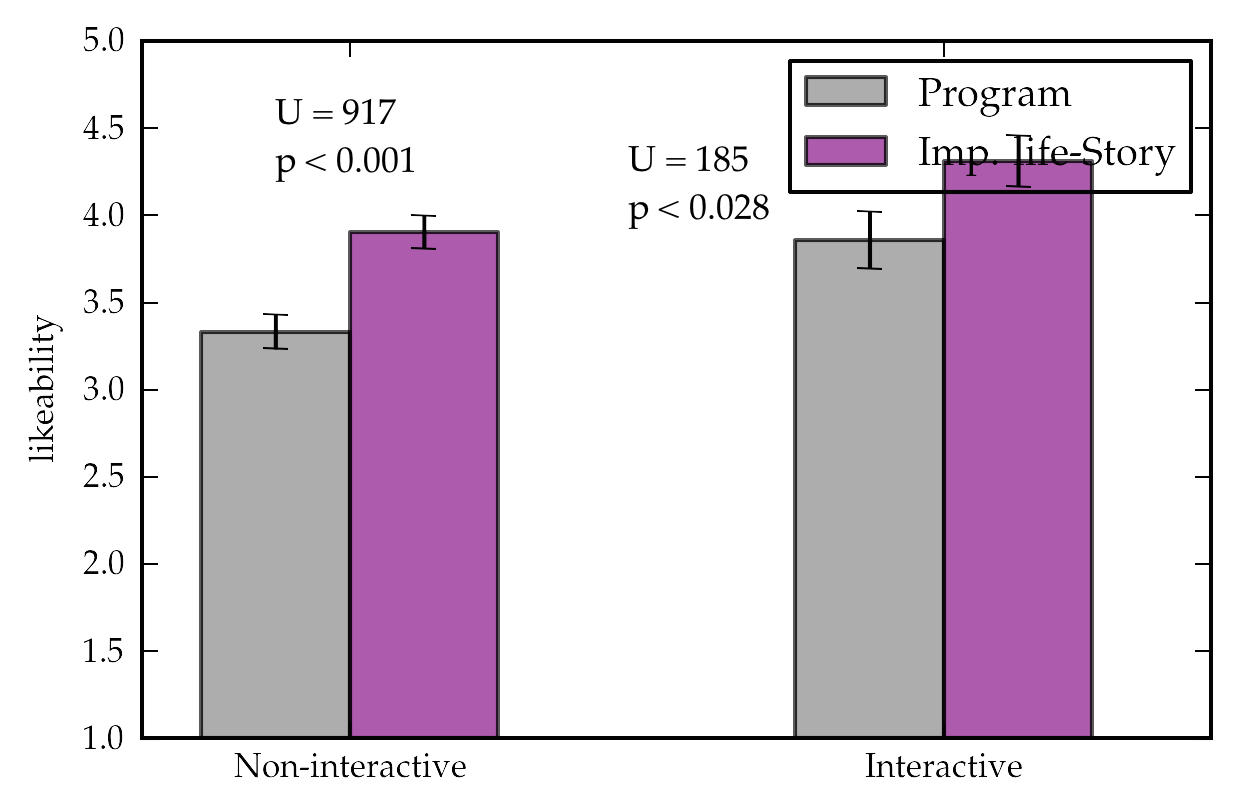 5.0
4.5
4.0
3.5
3.0
2.5
2.0
1.5
1.0
likeability
U = 917
p < 0.001
U = 185
p < 0.028
Program
Imp. life-Story
Non-interactive
Interactive